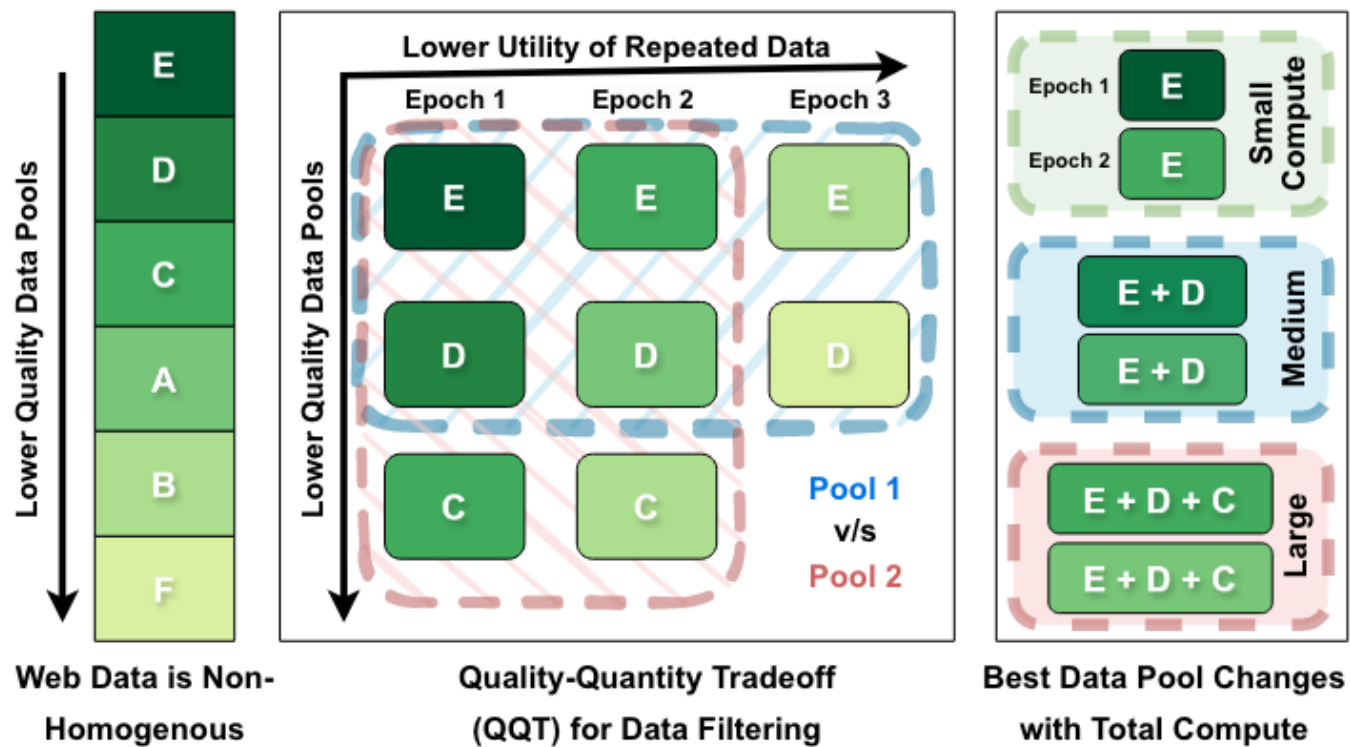 Lower Quality Data Pools
E
D
C
A
B
F
Web Data is Non-
Homogenous
Lower Utility of Repeated Data
Lower Quality Data Pools
Epoch 1 Epoch 2 Epoch 3
E E E
D D D
C C
Pool 1
v/s
Pool 2
Quality-Quantity Tradeoff
(QQT) for Data Filtering
Epoch 1 E
Epoch 2 E
Small
Compute
E + D
E + D
Medium
E + D + C
E + D + C
Large
Best Data Pool Changes
with Total Compute